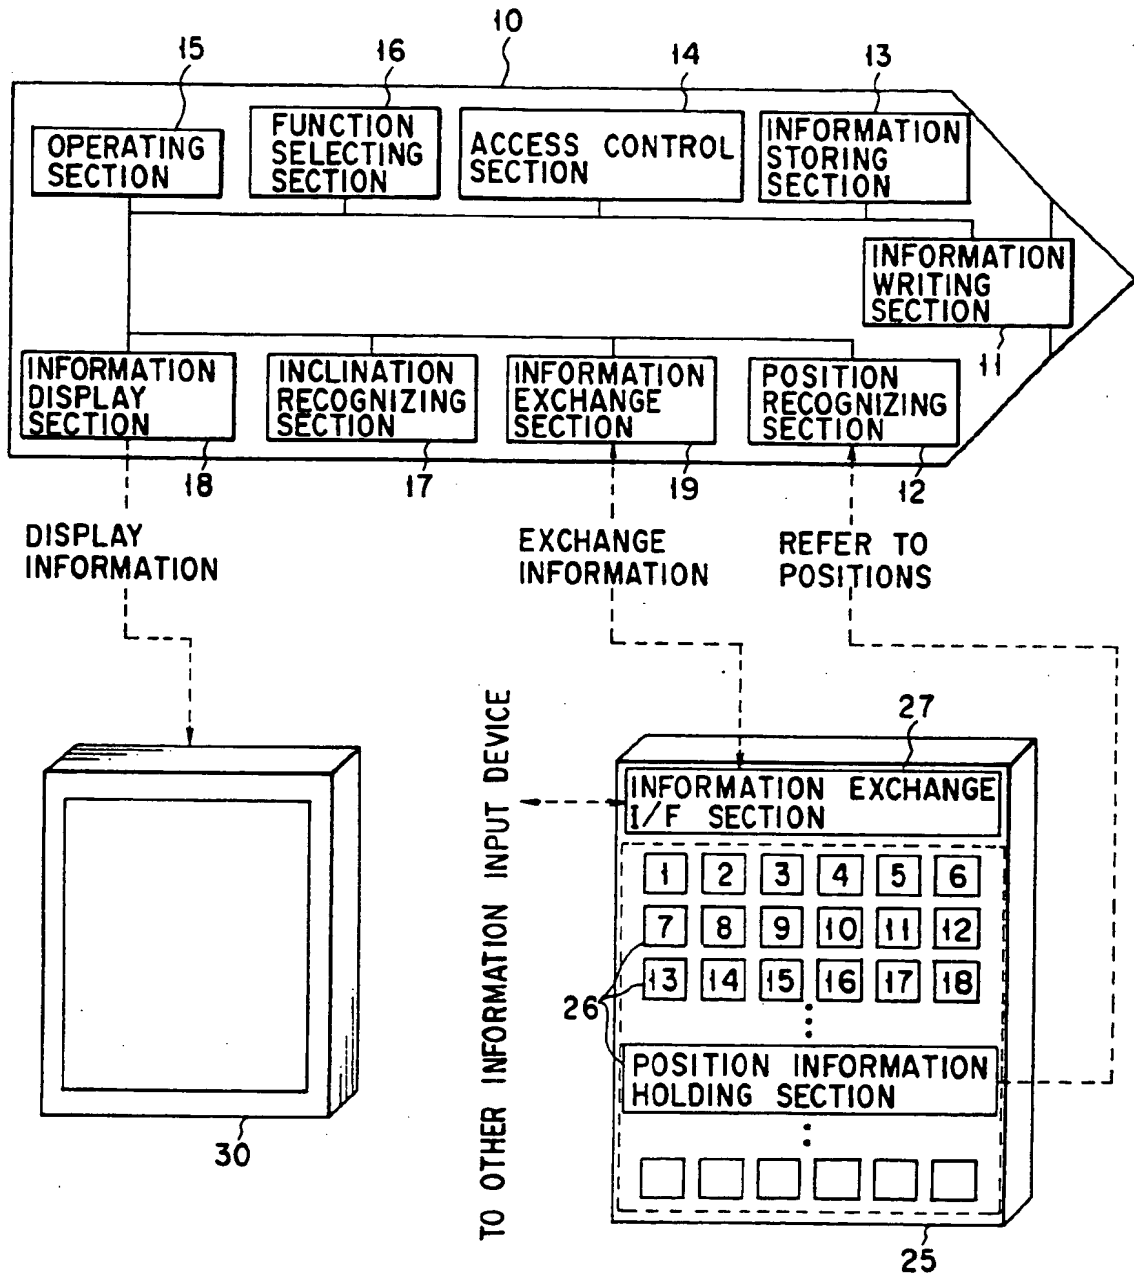 10
15
16
14
13
OPERATING
SECTION
FUNCTION
SELECTING
SECTION
ACCESS CONTROL
SECTION
INFORMATION
STORING
SECTION
INFORMATION
WRITING
SECTION
11
INFORMATION
DISPLAY
SECTION
INCLINATION
RECOGNIZING
SECTION
INFORMATION
EXCHANGE
SECTION
POSITION
RECOGNIZING
SECTION
18
17
19
12
DISPLAY
INFORMATION
EXCHANGE
INFORMATION
REFER TO
POSITIONS
TO OTHER INFORMATION INPUT DEVICE
27
INFORMATION EXCHANGE
I/F SECTION
1 2 3 4 5 6
7 8 9 10 11 12
13 14 15 16 17 18
26
POSITION INFORMATION
HOLDING SECTION
30
25